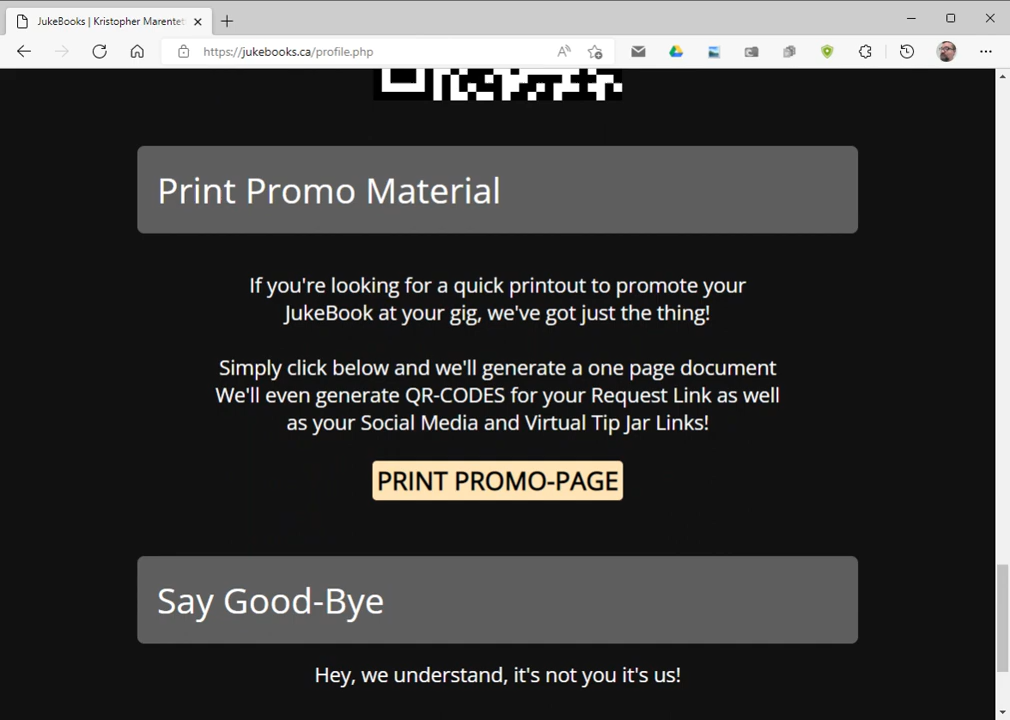 JukeBooks | Kristopher Marentet
https://jukebooks.ca/profile.php
Print Promo Material
If you're looking for a quick printout to promote your
JukeBook at your gig, we've got just the thing!
Simply click below and we'll generate a one page document
We'll even generate QR-CODES for your Request Link as well
as your Social Media and Virtual Tip Jar Links!
PRINT PROMO-PAGE
Say Good-Bye
Hey, we understand, it's not you it's us!